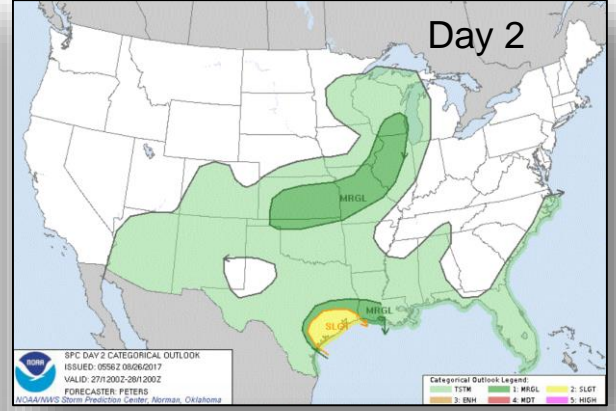 Day 2
MRGL
MRGL
SLGT
NOAA
SPC DAY 2 CATEGORICAL OUTLOOK
ISSUED: 0556Z 08/26/2017
VALID: 27/1200Z-28/1200Z
FORECASTER: PETERS
NOAA/NWS Storm Prediction Center, Norman, Oklahoma
Categorical Outlook Legend:
TSTM 1: MRGL 2: SLGT
3: ENH 4: MDT 5: HIGH